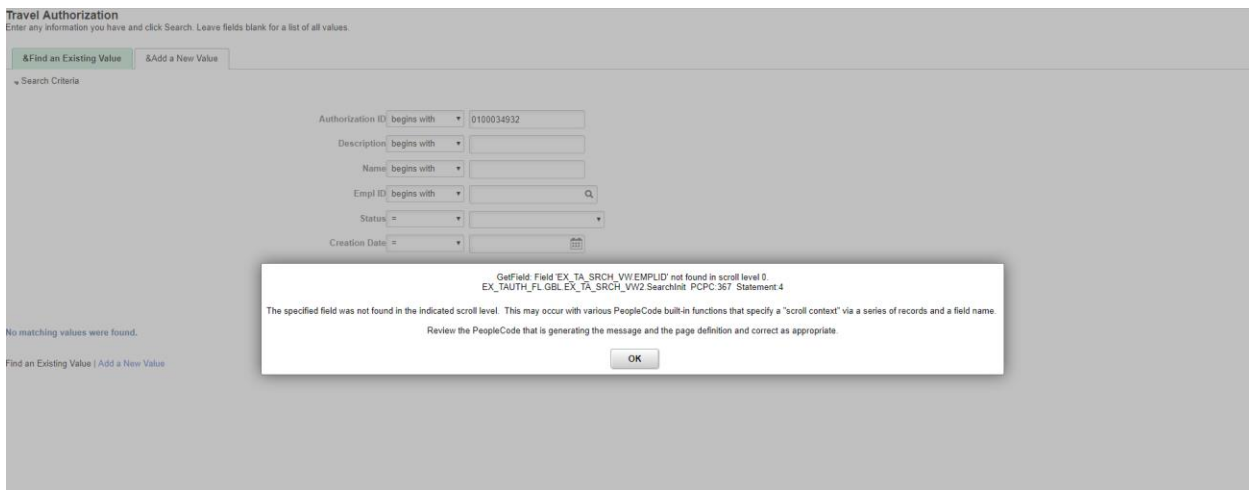 Travel Authorization
Enter any information you have and click Search. Leave fields blank for a list of all values.
&Find an Existing Value &Add a New Value
Search Criteria
Authorization ID begins with 0100034932
Description begins with
Name begins with
Empl ID begins with
Status =
Creation Date =
GetField: Field 'EX_TA_SRCH_VW.EMPLID' not found in scroll level 0.
EX_TAUTH_FL.GBL.EX_TA_SRCH_VW2.SearchInit PCPC:367 Statement:4
The specified field was not found in the indicated scroll level. This may occur with various PeopleCode built-in functions that specify a "scroll context" via a series of records and a field name.
Review the PeopleCode that is generating the message and the page definition and correct as appropriate.
OK
No matching values were found.
Find an Existing Value | Add a New Value